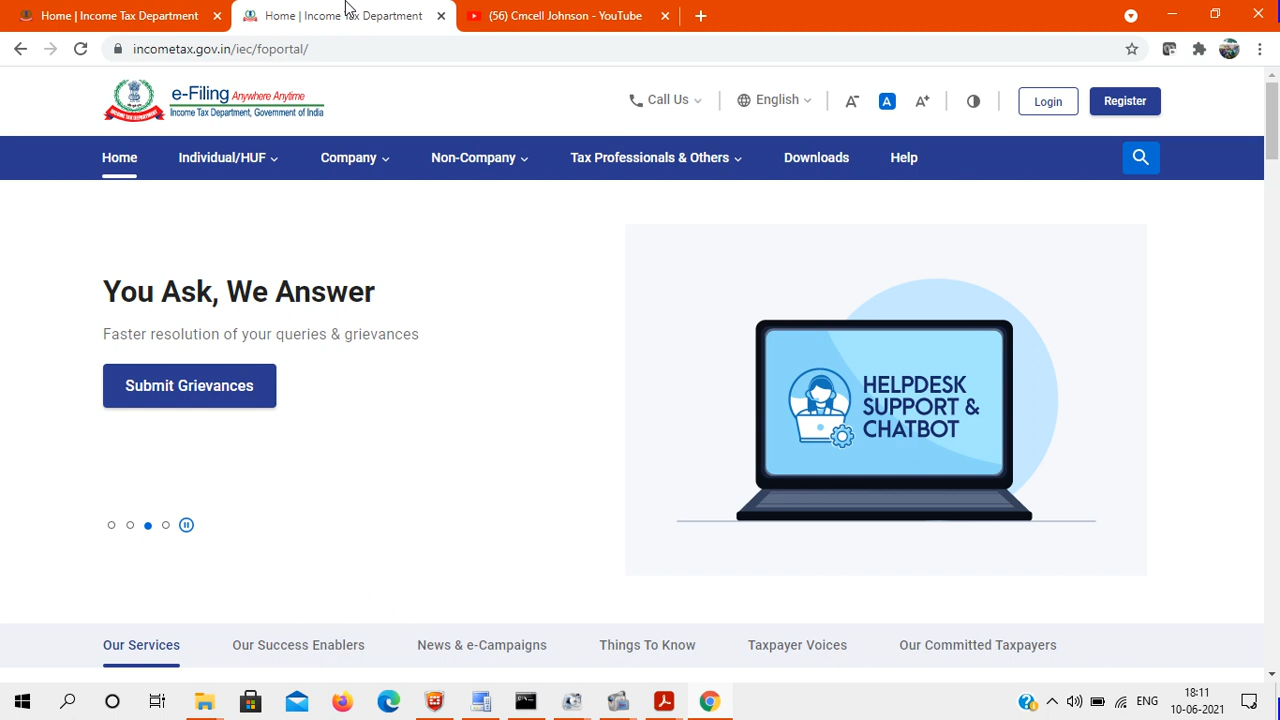 Home | Income Tax Department
Home | Income Tax Department
(56) Cmcell Johnson - YouTube
incometax.gov.in/iec/foportal/
e-Filing Anywhere Anytime
Income Tax Department, Government of India
Call Us
English
A-
A
A+
Login
Register
Home
Individual/HUF
Company
Non-Company
Tax Professionals & Others
Downloads
Help
You Ask, We Answer
Faster resolution of your queries & grievances
Submit Grievances
HELPDESK
SUPPORT &
CHATBOT
Our Services
Our Success Enablers
News & e-Campaigns
Things To Know
Taxpayer Voices
Our Committed Taxpayers
ENG
18:11
10-06-2021